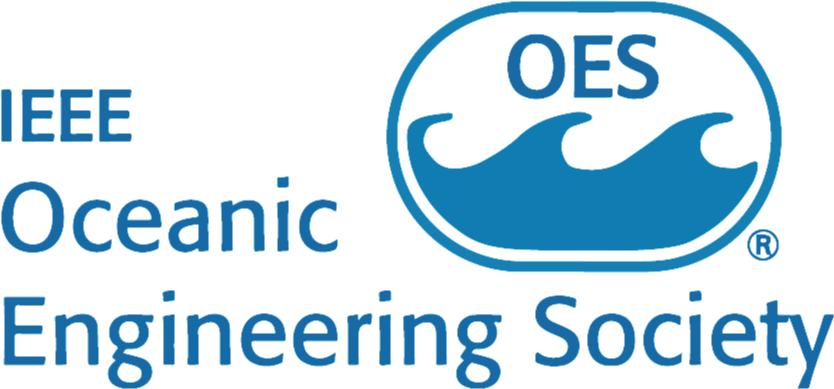 OES
IEEE
Oceanic
®
Engineering Society